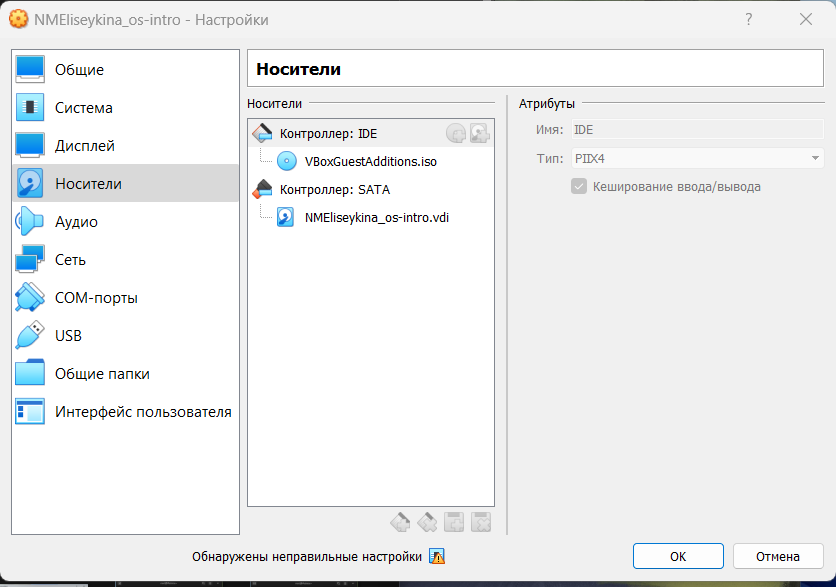 NMEliseykina_os-intro - Настройки
?
Общие
Система
Дисплей
Носители
Аудио
Сеть
COM-порты
USB
Общие папки
Интерфейс пользователя
Носители
Носители
Контроллер: IDE
VBoxGuestAdditions.iso
Контроллер: SATA
NMEliseykina_os-intro.vdi
Атрибуты
Имя: IDE
Тип: PIIX4
Кеширование ввода/вывода
Обнаружены неправильные настройки
OK
Отмена